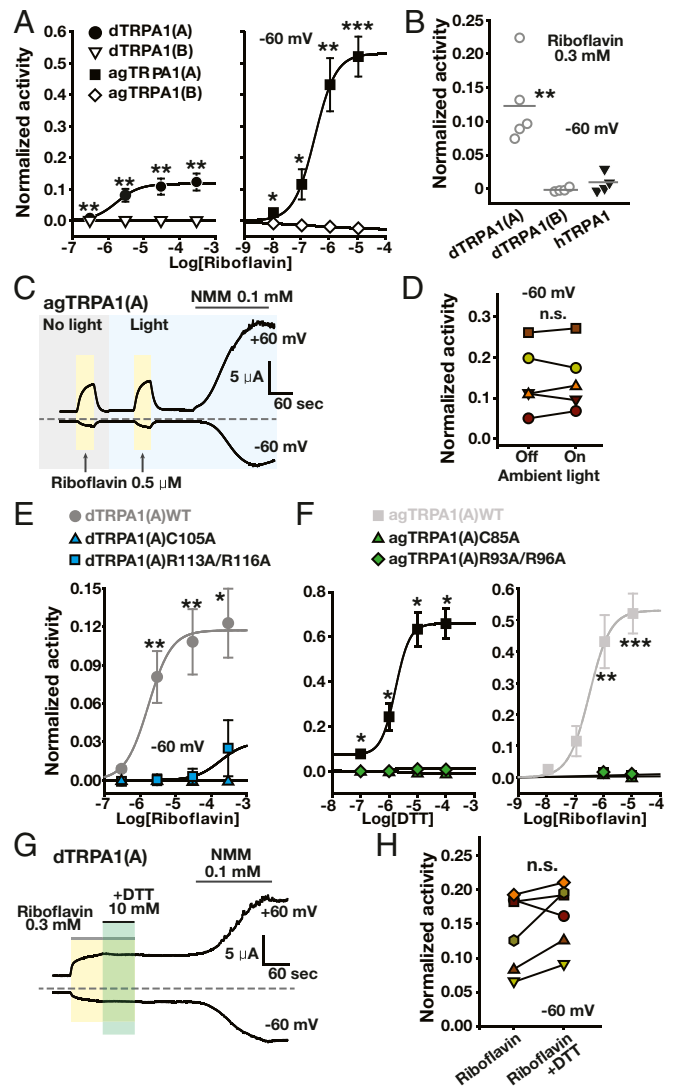 A
Normalized activity
0.6
0.5
0.4
0.3
0.2
0.1
0.0
dTRPA1(A)
dTRPA1(B)
agTRPA1(A)
agTRPA1(B)
** ** ** **
-7 -6 -5 -4 -3
-60 mV
* * ** ***
-9 -8 -7 -6 -5 -4
Log[Riboflavin]
B
Normalized activity
0.25
0.20
0.15
0.10
0.05
0
Riboflavin
0.3 mM
**
-60 mV
dTRPA1(A)
dTRPA1(B)
hTRPA1
C
agTRPA1(A)
NMM 0.1 mM
No light
Light
+60 mV
5 µA
60 sec
-60 mV
Riboflavin 0.5 µM
D
Normalized activity
-60 mV
n.s.
0.3
0.2
0.1
0.0
Off On
Ambient light
E
dTRPA1(A)WT
dTRPA1(A)C105A
dTRPA1(A)R113A/R116A
Normalized activity
0.15
0.12
0.09
0.06
0.03
0.00
** ** *
-60 mV
-7 -6 -5 -4 -3
Log[Riboflavin]
F
agTRPA1(A)WT
agTRPA1(A)C85A
agTRPA1(A)R93A/R96A
0.8
0.6
0.4
0.2
0.0
* * * *
-8 -7 -6 -5 -4 -3
Log[DTT]
0.6
0.5
0.4
0.3
0.2
0.1
0.0
** ***
-9 -8 -7 -6 -5 -4
Log[Riboflavin]
G
dTRPA1(A)
NMM
0.1 mM
+DTT
10 mM
Riboflavin
0.3 mM
+60 mV
5 µA
60 sec
-60 mV
H
Normalized activity
0.25
0.20
0.15
0.10
0.05
0.00
n.s.
-60 mV
Riboflavin
Riboflavin
+DTT